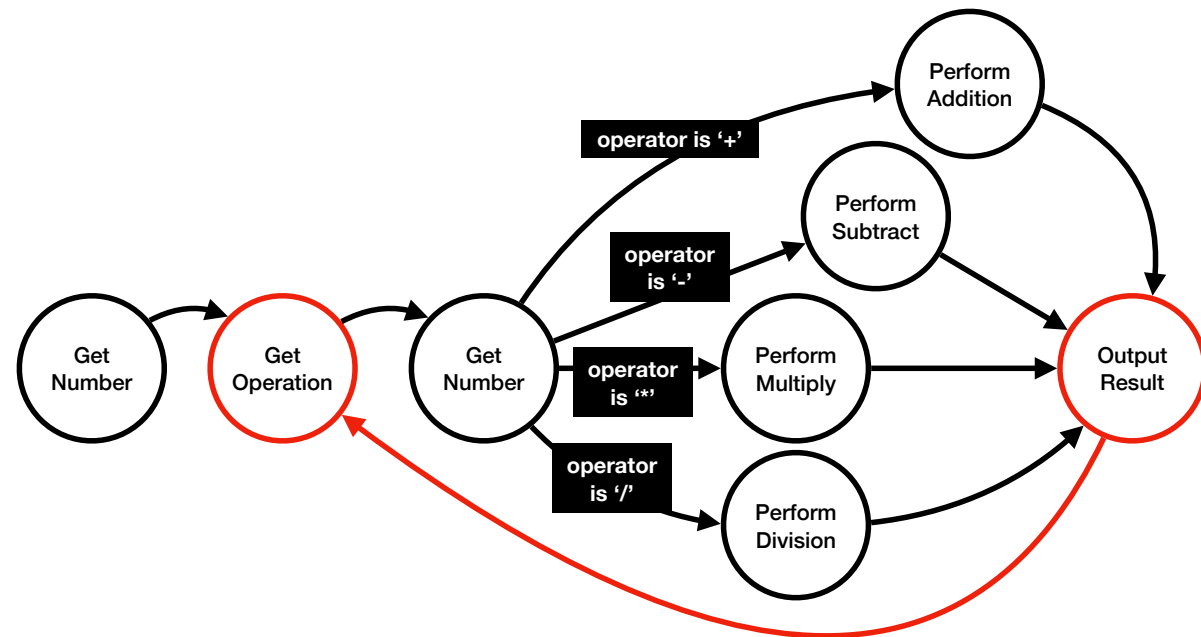 Perform
Addition
operator is ‘+’
Perform
Subtract
operator
is ‘-’
Get
Number
Get
Operation
Get
Number
operator
is ‘*’
Perform
Multiply
Output
Result
operator
is ‘/’
Perform
Division